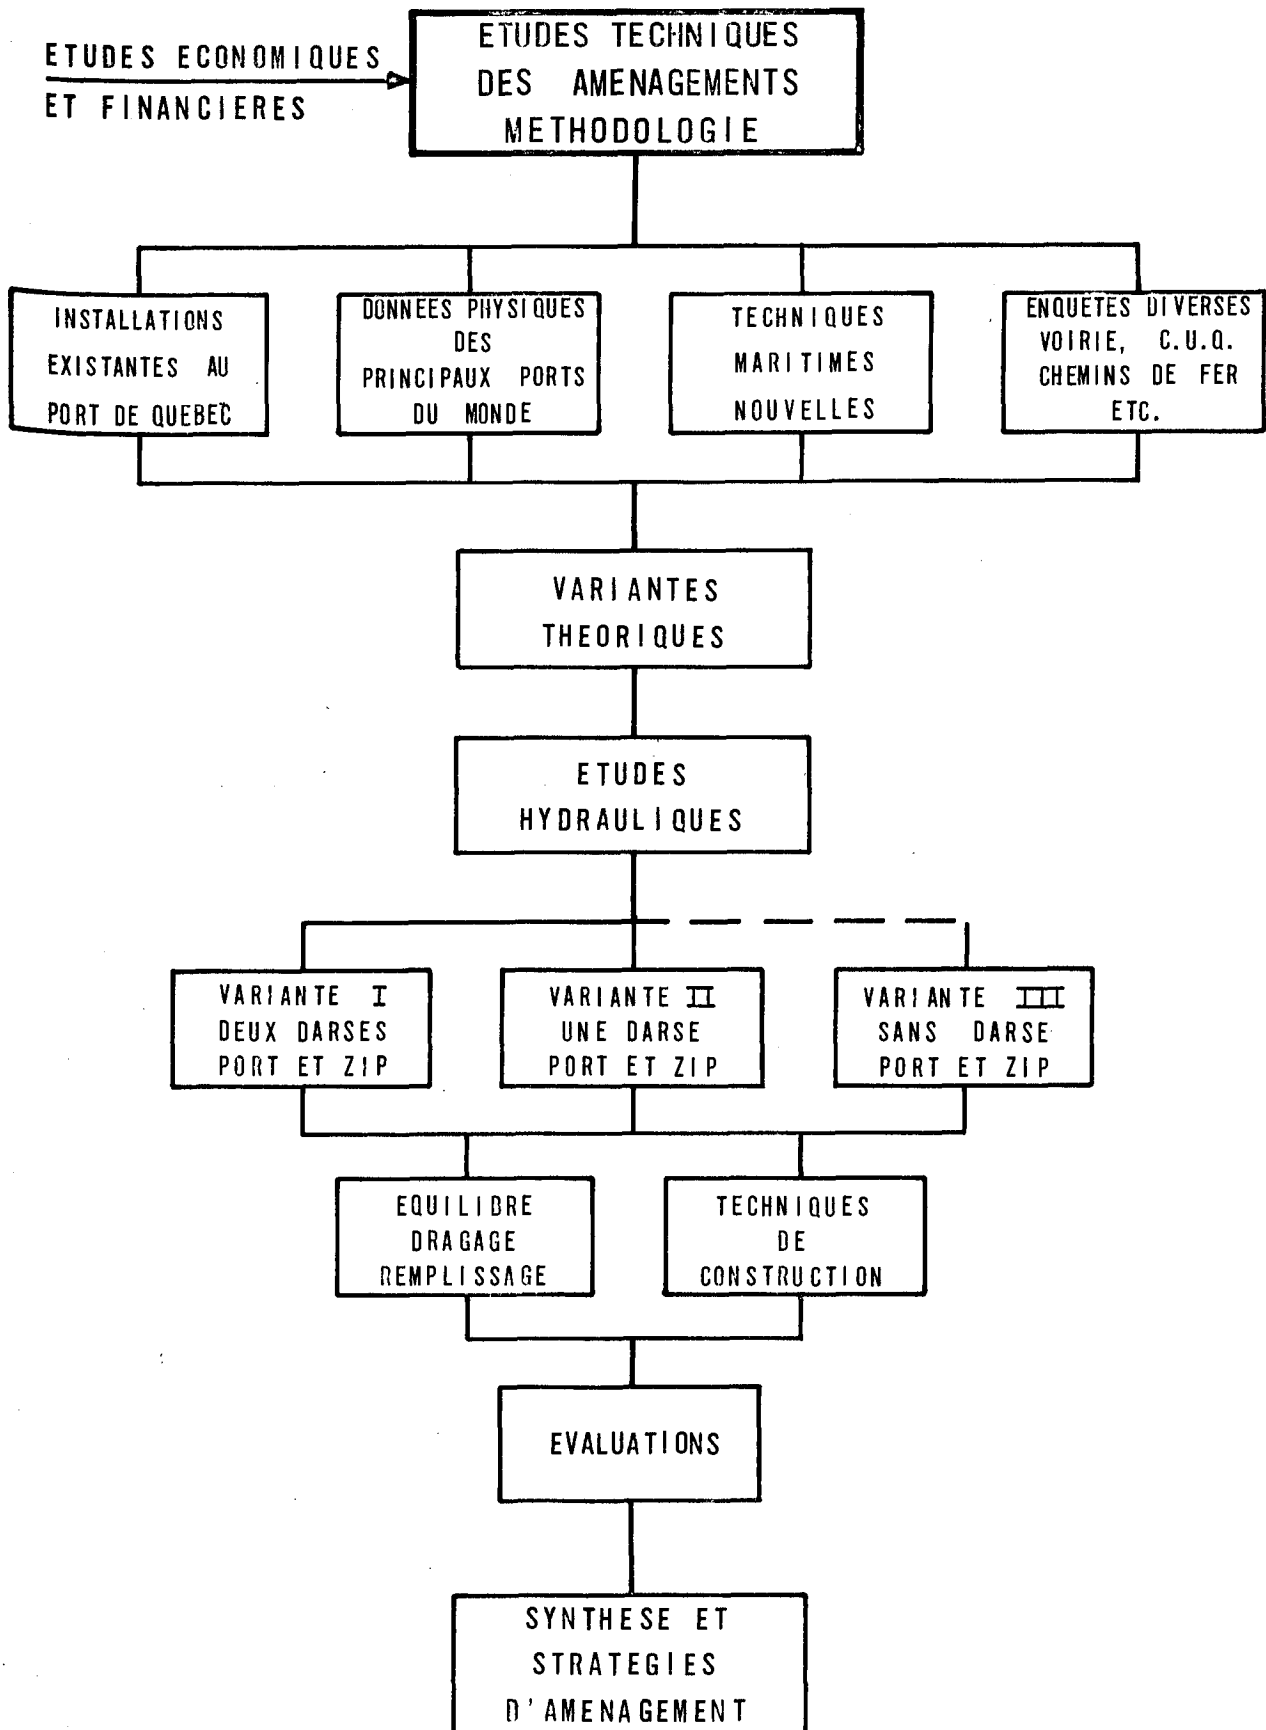 ETUDES ECONOMIQUES
ET FINANCIERES
ETUDES TECHNIQUES
DES AMENAGEMENTS
METHODOLOGIE
INSTALLATIONS
EXISTANTES AU
PORT DE QUEBEC
DONNEES PHYSIQUES
DES
PRINCIPAUX PORTS
DU MONDE
TECHNIQUES
MARITIMES
NOUVELLES
ENQUETES DIVERSES
VOIRIE, C.U.Q.
CHEMINS DE FER
ETC.
VARIANTES
THEORIQUES
ETUDES
HYDRAULIQUES
VARIANTE I
DEUX DARSES
PORT ET ZIP
VARIANTE II
UNE DARSE
PORT ET ZIP
VARIANTE III
SANS DARSE
PORT ET ZIP
EQUILIBRE
DRAGAGE
REMPLISSAGE
TECHNIQUES
DE
CONSTRUCTION
EVALUATIONS
SYNTHESE ET
STRATEGIES
D'AMENAGEMENT